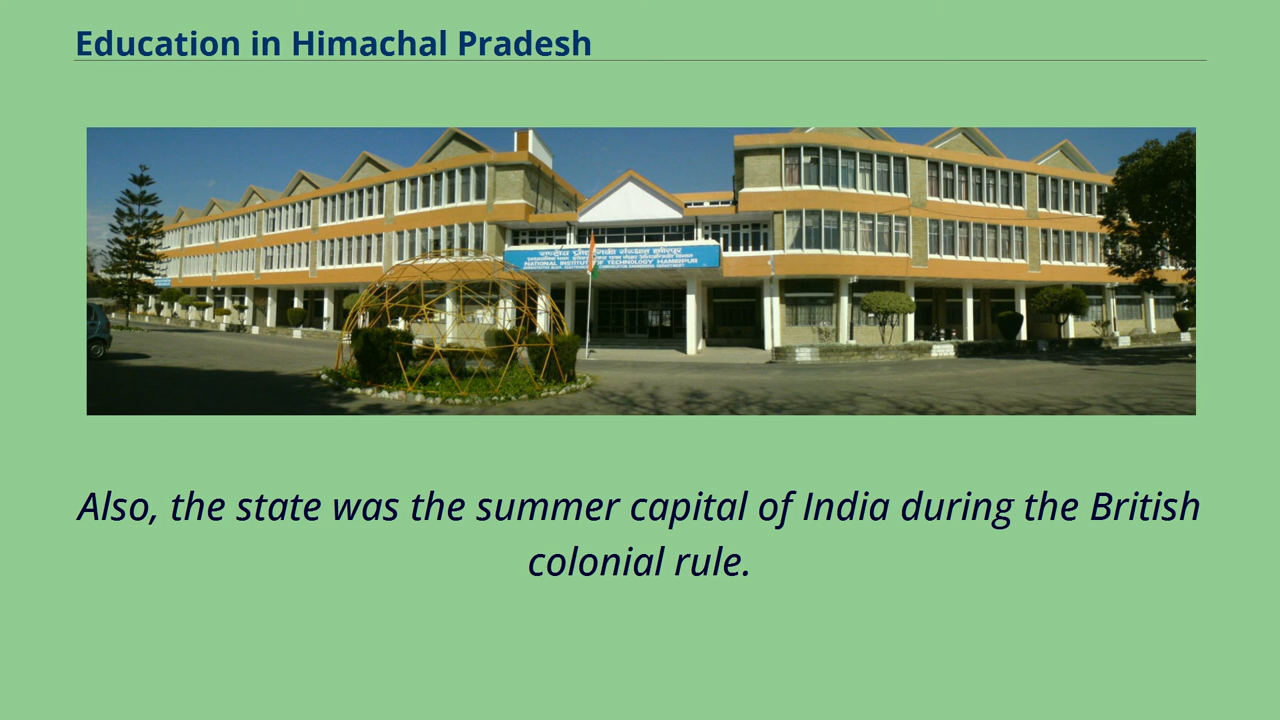 Education in Himachal Pradesh
NATIONAL INSTITUTE OF TECHNOLOGY HAMIRPUR
Also, the state was the summer capital of India during the British
colonial rule.